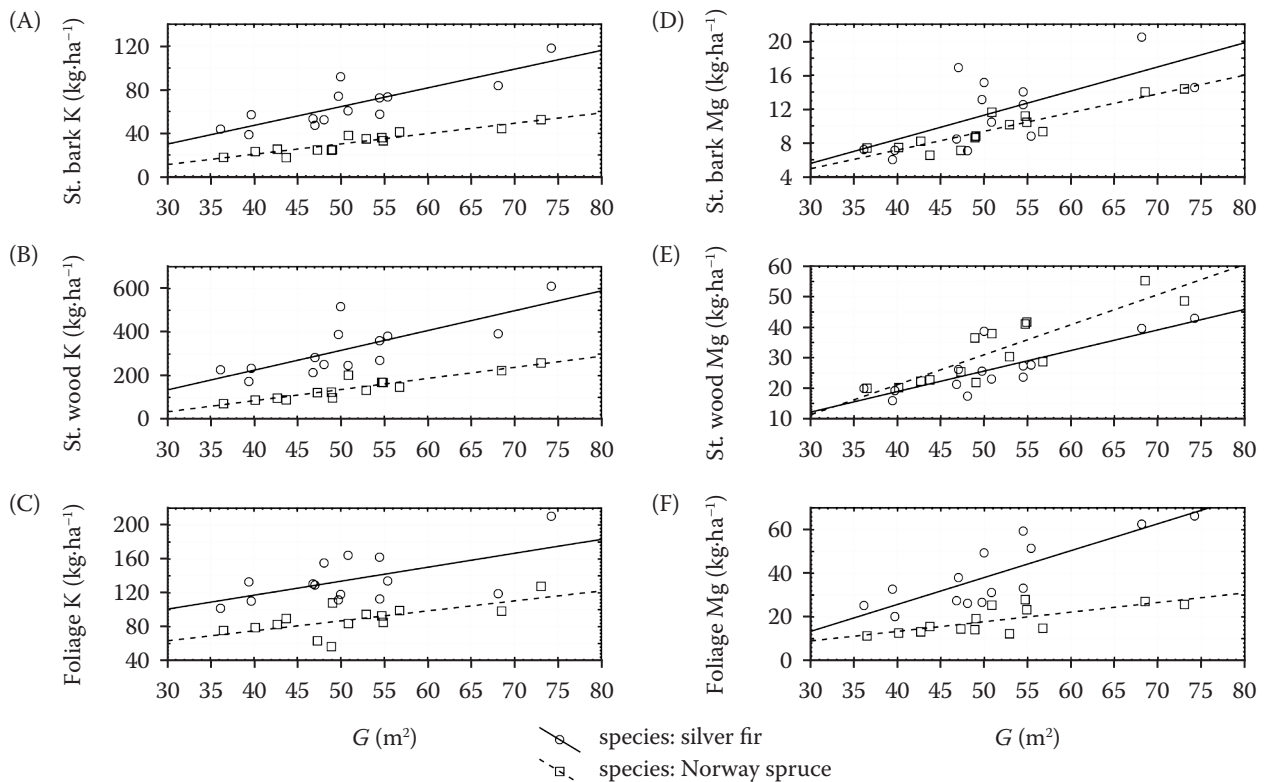 (A)
St. bark K (kg·ha⁻¹)
120
80
40
0
30 35 40 45 50 55 60 65 70 75 80
(B)
St. wood K (kg·ha⁻¹)
600
400
200
0
30 35 40 45 50 55 60 65 70 75 80
(C)
Foliage K (kg·ha⁻¹)
220
180
140
100
60
40
30 35 40 45 50 55 60 65 70 75 80
G (m²)
(D)
St. bark Mg (kg·ha⁻¹)
20
16
12
8
4
30 35 40 45 50 55 60 65 70 75 80
(E)
St. wood Mg (kg·ha⁻¹)
60
50
40
30
20
10
30 35 40 45 50 55 60 65 70 75 80
(F)
Foliage Mg (kg·ha⁻¹)
60
40
20
0
30 35 40 45 50 55 60 65 70 75 80
G (m²)
species: silver fir
species: Norway spruce